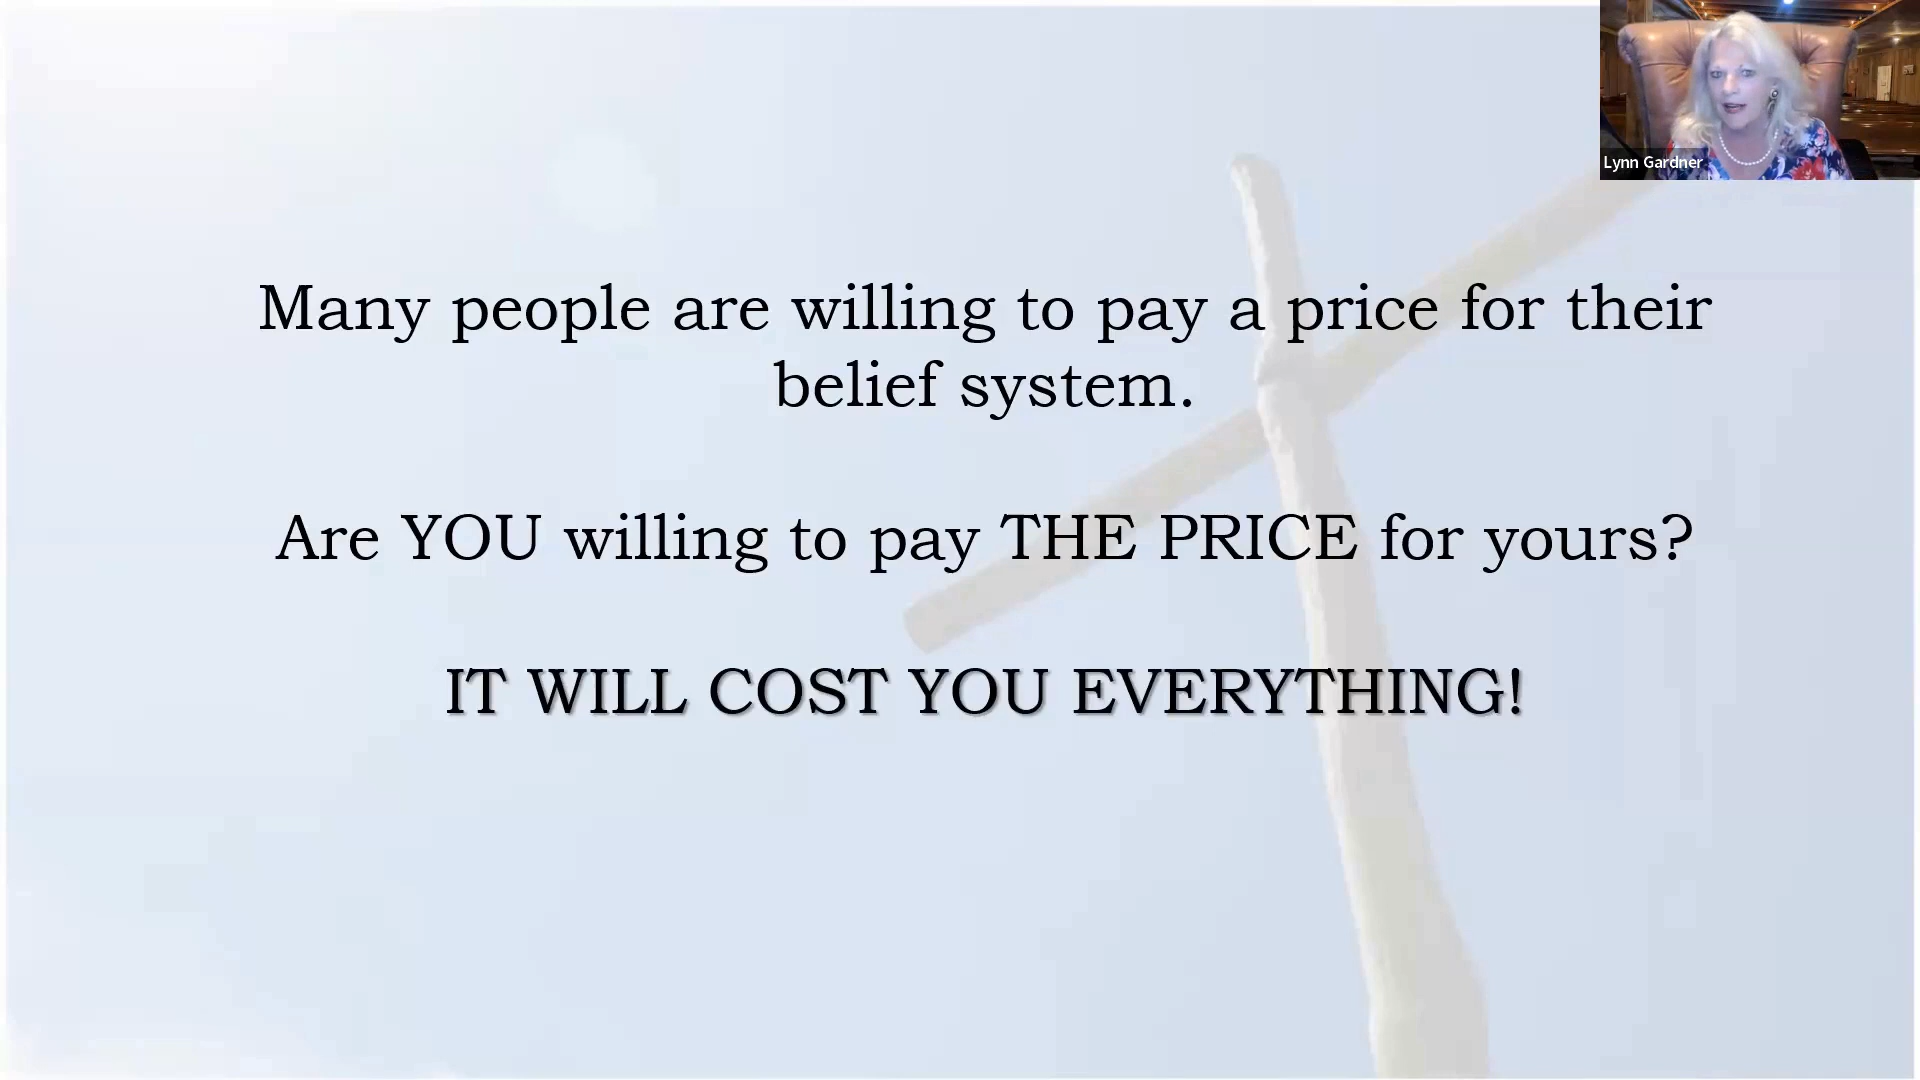 Lynn Gardner
Many people are willing to pay a price for their
belief system.
Are YOU willing to pay THE PRICE for yours?
IT WILL COST YOU EVERYTHING!